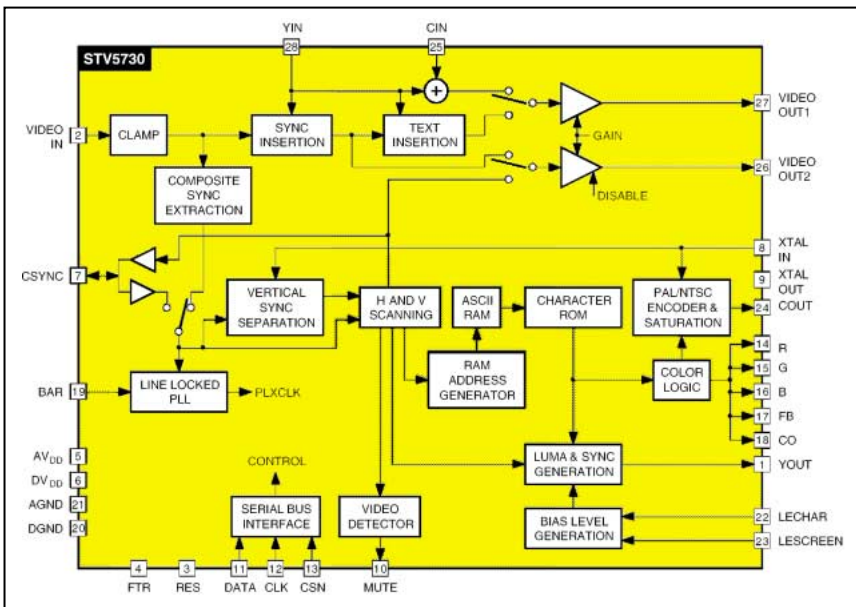 YIN
CIN
28
25
STV5730
VIDEO
IN
2
CLAMP
SYNC
INSERTION
TEXT
INSERTION
+
GAIN
27
VIDEO
OUT1
26
VIDEO
OUT2
DISABLE
COMPOSITE
SYNC
EXTRACTION
CSYNC
7
VERTICAL
SYNC
SEPARATION
H AND V
SCANNING
ASCII
RAM
CHARACTER
ROM
PAL/NTSC
ENCODER &
SATURATION
8
XTAL
IN
9
XTAL
OUT
24
COUT
BAR
19
LINE LOCKED
PLL
PLXCLK
RAM
ADDRESS
GENERATOR
COLOR
LOGIC
14
R
15
G
16
B
17
FB
18
CO
AVDD
5
DVDD
6
AGND
21
DGND
20
CONTROL
SERIAL BUS
INTERFACE
VIDEO
DETECTOR
LUMA & SYNC
GENERATION
1
YOUT
BIAS LEVEL
GENERATION
22
LECHAR
23
LESCREEN
4
3
11
12
13
10
FTR
RES
DATA
CLK
CSN
MUTE